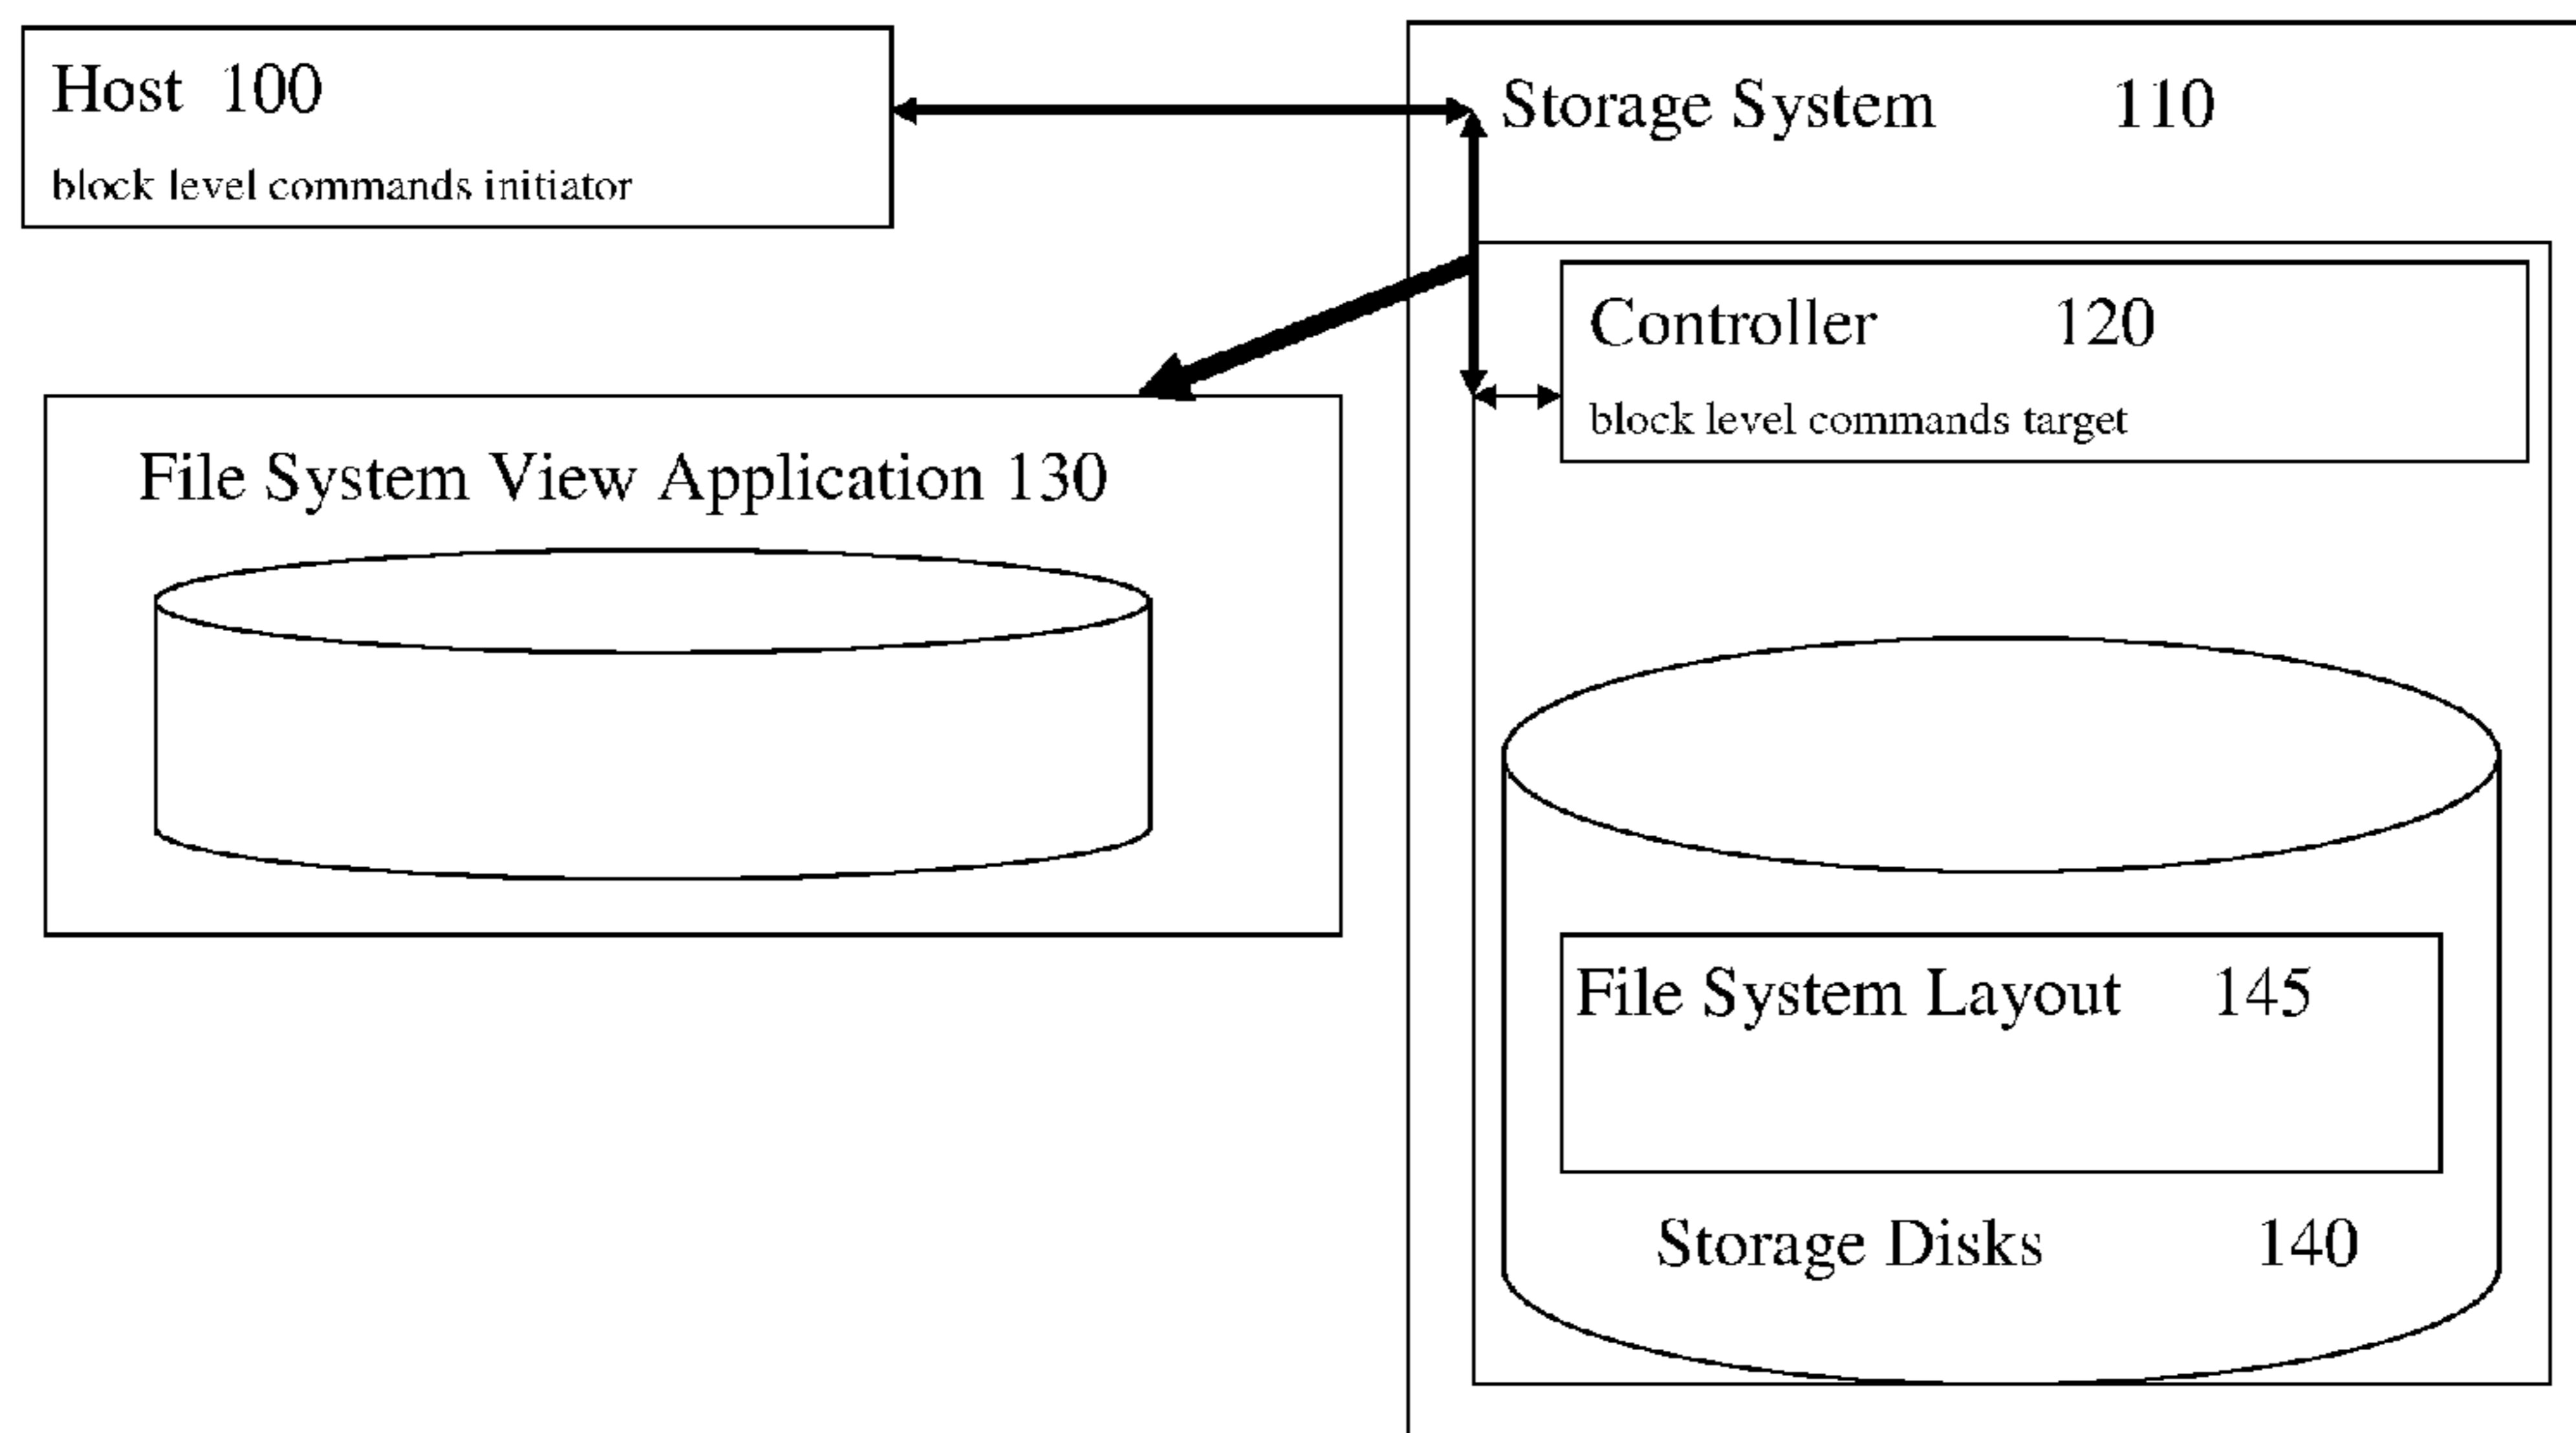 Host 100
block level commands initiator
Storage System 110
Controller 120
block level commands target
File System View Application 130
File System Layout 145
Storage Disks 140